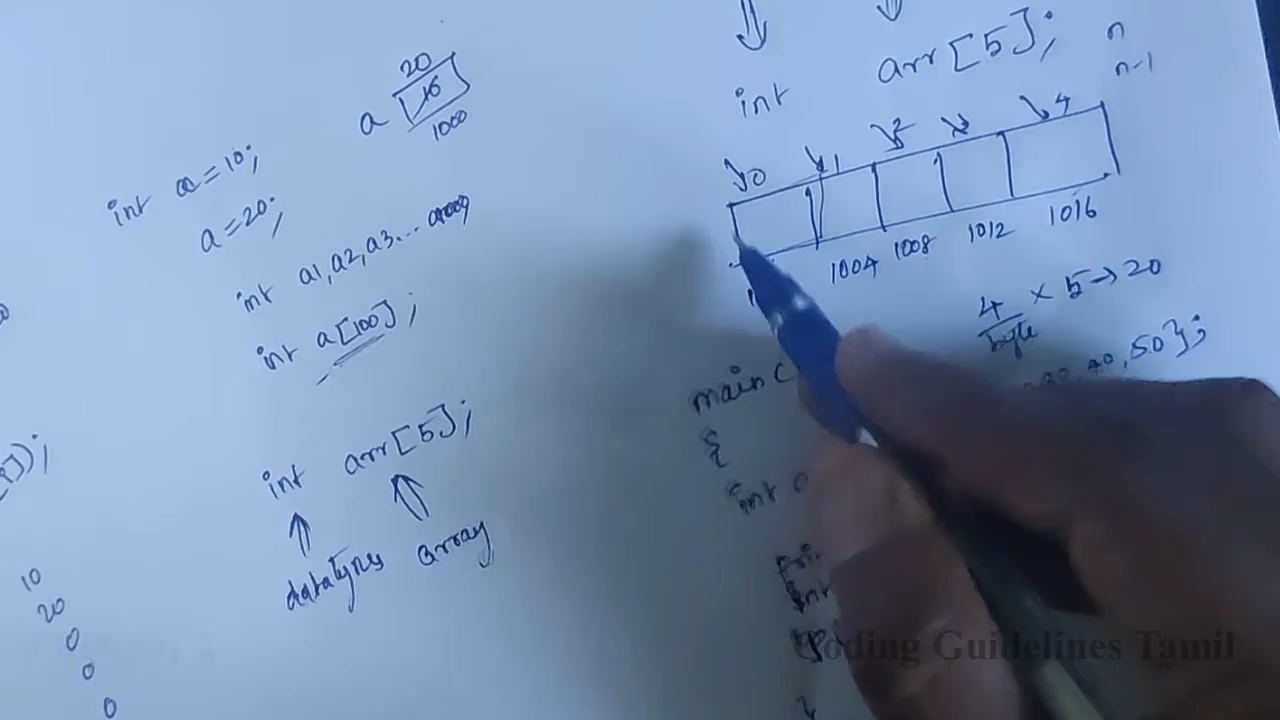 int a=10;
a=20;
a
20
10
1000
int a1, a2, a3...
int a[100];
int arr[5];
array
10
20
0
0
0
int arr[5];
n
n-1
0 1 2 3 4
1004 1008 1012 1016
4 × 5 → 20
byte
40, 50};
main
{
int
Coding Guidelines Tamil